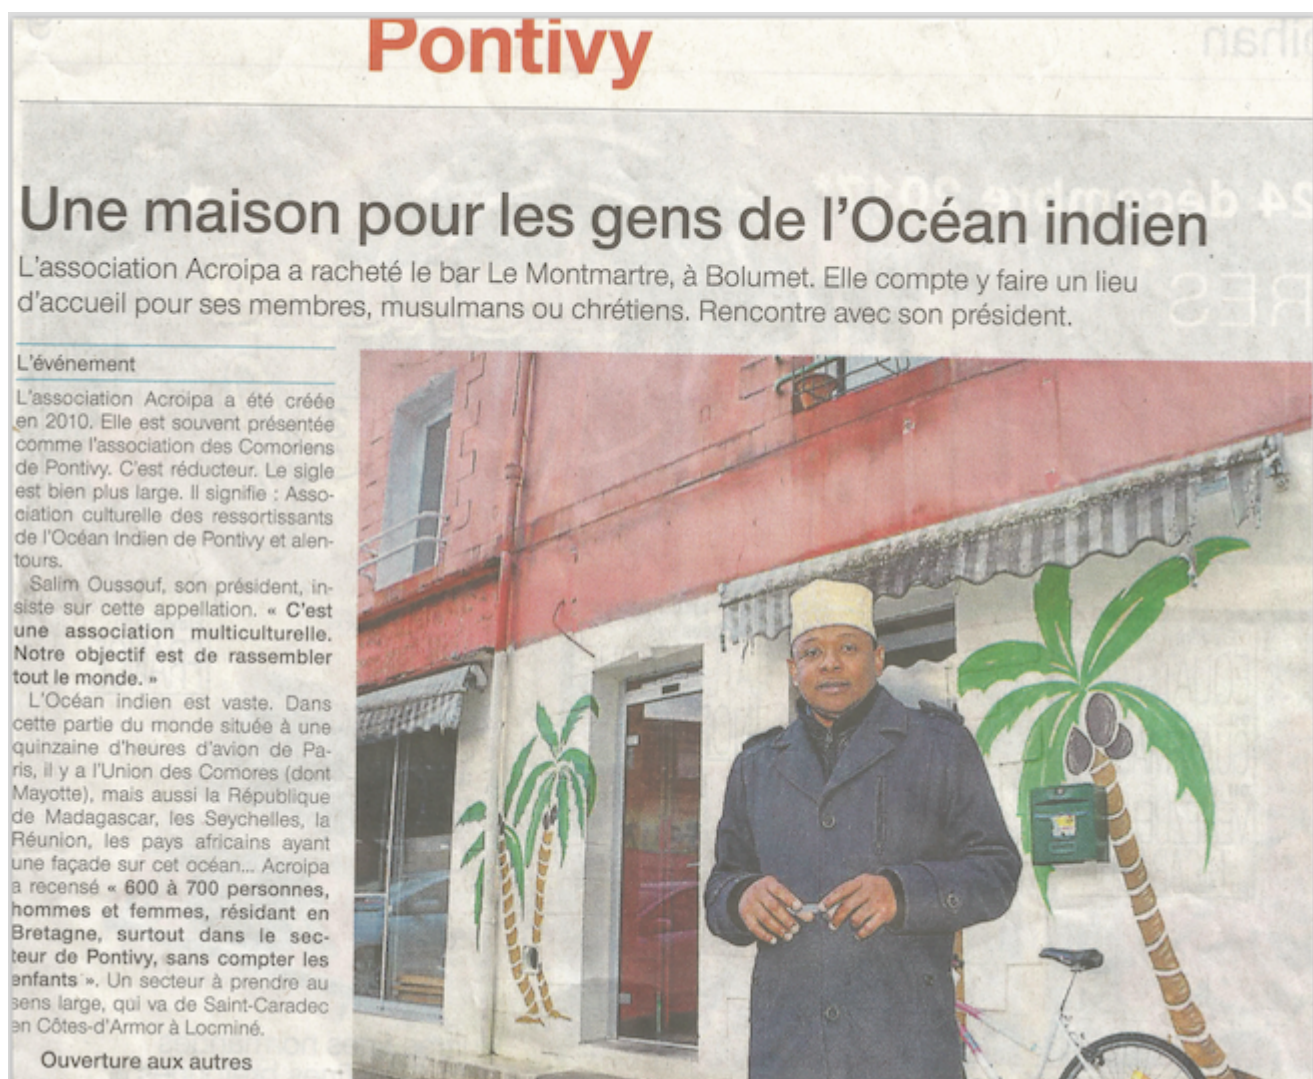 Pontivy
Une maison pour les gens de l'Océan indien
L'association Acroipa a racheté le bar Le Montmartre, à Bolumet. Elle compte y faire un lieu
d'accueil pour ses membres, musulmans ou chrétiens. Rencontre avec son président.
L'événement
L'association Acroipa a été créée
en 2010. Elle est souvent présentée
comme l'association des Comoriens
de Pontivy. C'est réducteur. Le sigle
est bien plus large. Il signifie : Asso-
ciation culturelle des ressortissants
de l'Océan Indien de Pontivy et alen-
tours.
Salim Oussouf, son président, in-
siste sur cette appellation. « C'est
une association multiculturelle.
Notre objectif est de rassembler
tout le monde. »
L'Océan indien est vaste. Dans
cette partie du monde située à une
quinzaine d'heures d'avion de Pa-
ris, il y a l'Union des Comores (dont
Mayotte), mais aussi la République
de Madagascar, les Seychelles, la
Réunion, les pays africains ayant
une façade sur cet océan... Acroipa
a recensé « 600 à 700 personnes,
hommes et femmes, résidant en
Bretagne, surtout dans le sec-
teur de Pontivy, sans compter les
enfants ». Un secteur à prendre au
sens large, qui va de Saint-Caradec
en Côtes-d'Armor à Locminé.
Ouverture aux autres